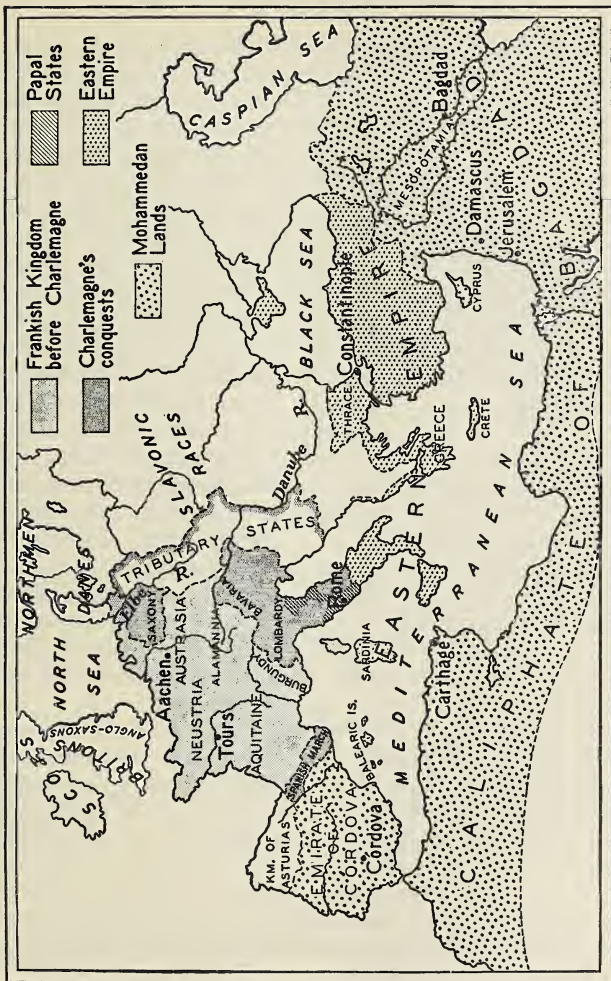 Frankish Kingdom
before Charlemagne
Charlemagne's
conquests
Papal
States
Eastern
Empire
Mohammedan
Lands
NORTHMEN
DANES
NORTH
SEA
SCOTS
BRITONS
ANGLO-SAXONS
SLAVONIC
RACES
CASPIAN SEA
BLACK SEA
Elbe R.
SAXONY
TRIBUTARY
STATES
Danube R.
Aachen
AUSTRASIA
NEUSTRIA
ALAMANNIA
BAVARIA
Tours
AQUITAINE
BURGUNDY
LOMBARDY
Rome
SPANISH MARCH
KM. OF
ASTURIAS
EMIRATE
OF
CORDOVA
Cordova
BALEARIC IS.
SARDINIA
Carthage
Constantinople
THRACE
GREECE
CRETE
CYPRUS
EASTERN EMPIRE
MEDITERRANEAN SEA
MESOPOTAMIA
Bagdad
Damascus
Jerusalem
CALIPHATE OF BAGDAD